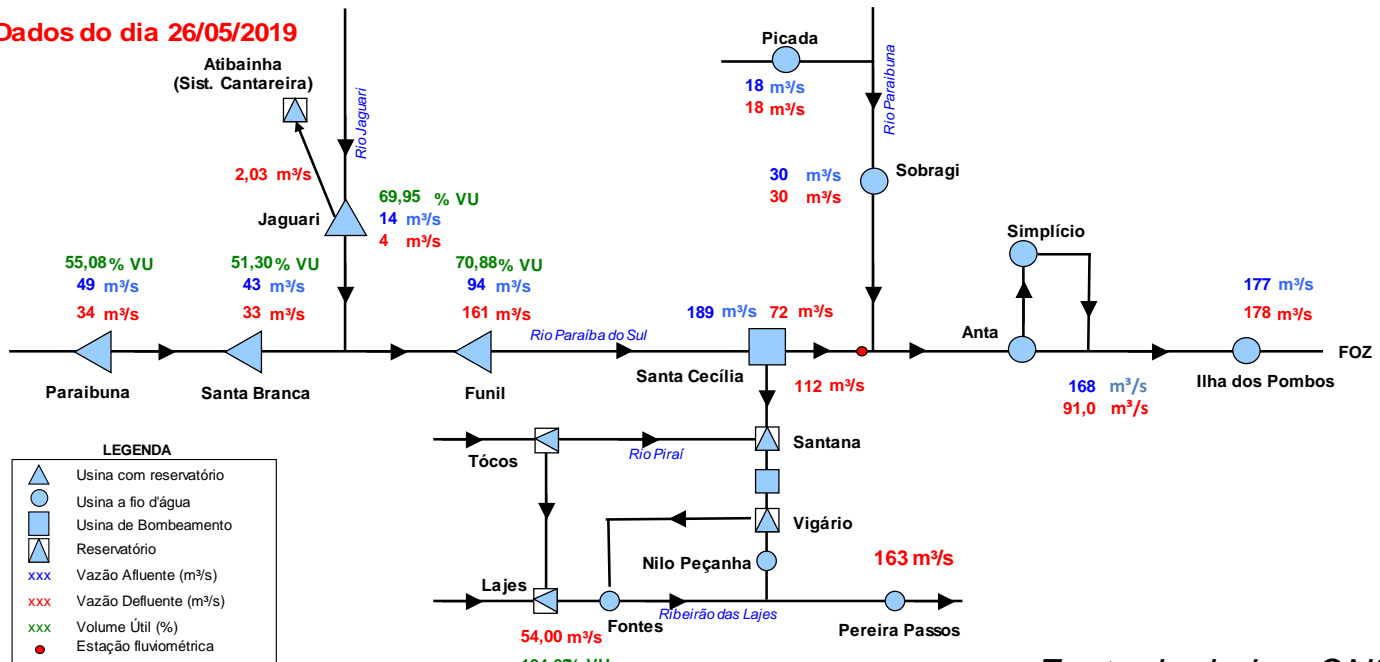 Dados do dia 26/05/2019
Atibainha
(Sist. Cantareira)
Rio Jaguari
2,03 m³/s
Jaguari
69,95 % VU
14 m³/s
4 m³/s
Picada
18 m³/s
18 m³/s
Rio Paraibuna
30 m³/s
30 m³/s
Sobragi
Simplício
55,08% VU
49 m³/s
34 m³/s
Paraibuna
51,30% VU
43 m³/s
33 m³/s
Santa Branca
70,88% VU
94 m³/s
161 m³/s
Funil
Rio Paraíba do Sul
189 m³/s 72 m³/s
Santa Cecília
112 m³/s
Anta
168 m³/s
91,0 m³/s
177 m³/s
178 m³/s
Ilha dos Pombos
FOZ
Tócos
Rio Piraí
Santana
Vigário
Nilo Peçanha
163 m³/s
Lajes
Fontes
Ribeirão das Lajes
Pereira Passos
54,00 m³/s
LEGENDA
Usina com reservatório
Usina a fio d'água
Usina de Bombeamento
Reservatório
xxx Vazão Afluente (m³/s)
xxx Vazão Defluente (m³/s)
xxx Volume Útil (%)
Estação fluviométrica